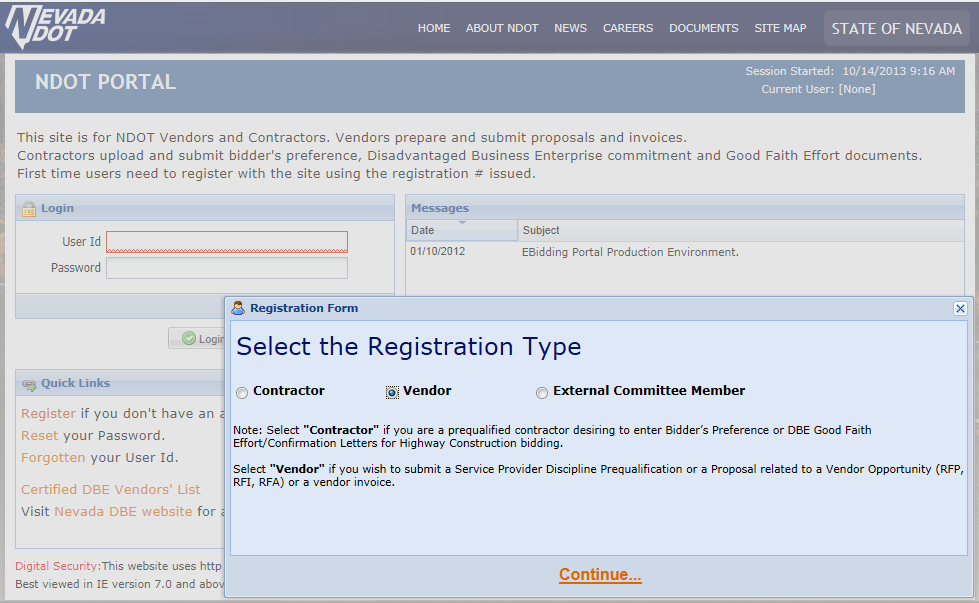 NEVADA
DOT
HOME ABOUT NDOT NEWS CAREERS DOCUMENTS SITE MAP STATE OF NEVADA
NDOT PORTAL
Session Started: 10/14/2013 9:16 AM
Current User: [None]
This site is for NDOT Vendors and Contractors. Vendors prepare and submit proposals and invoices.
Contractors upload and submit bidder's preference, Disadvantaged Business Enterprise commitment and Good Faith Effort documents.
First time users need to register with the site using the registration # issued.
Login
User Id
Password
Login
Messages
Date Subject
01/10/2012 EBidding Portal Production Environment.
Quick Links
Register if you don't have an a
Reset your Password.
Forgotten your User Id.
Certified DBE Vendors' List
Visit Nevada DBE website for a
Digital Security:This website uses http
Best viewed in IE version 7.0 and abov
Registration Form
Select the Registration Type
Contractor Vendor External Committee Member
Note: Select "Contractor" if you are a prequalified contractor desiring to enter Bidder's Preference or DBE Good Faith
Effort/Confirmation Letters for Highway Construction bidding.
Select "Vendor" if you wish to submit a Service Provider Discipline Prequalification or a Proposal related to a Vendor Opportunity (RFP,
RFI, RFA) or a vendor invoice.
Continue...